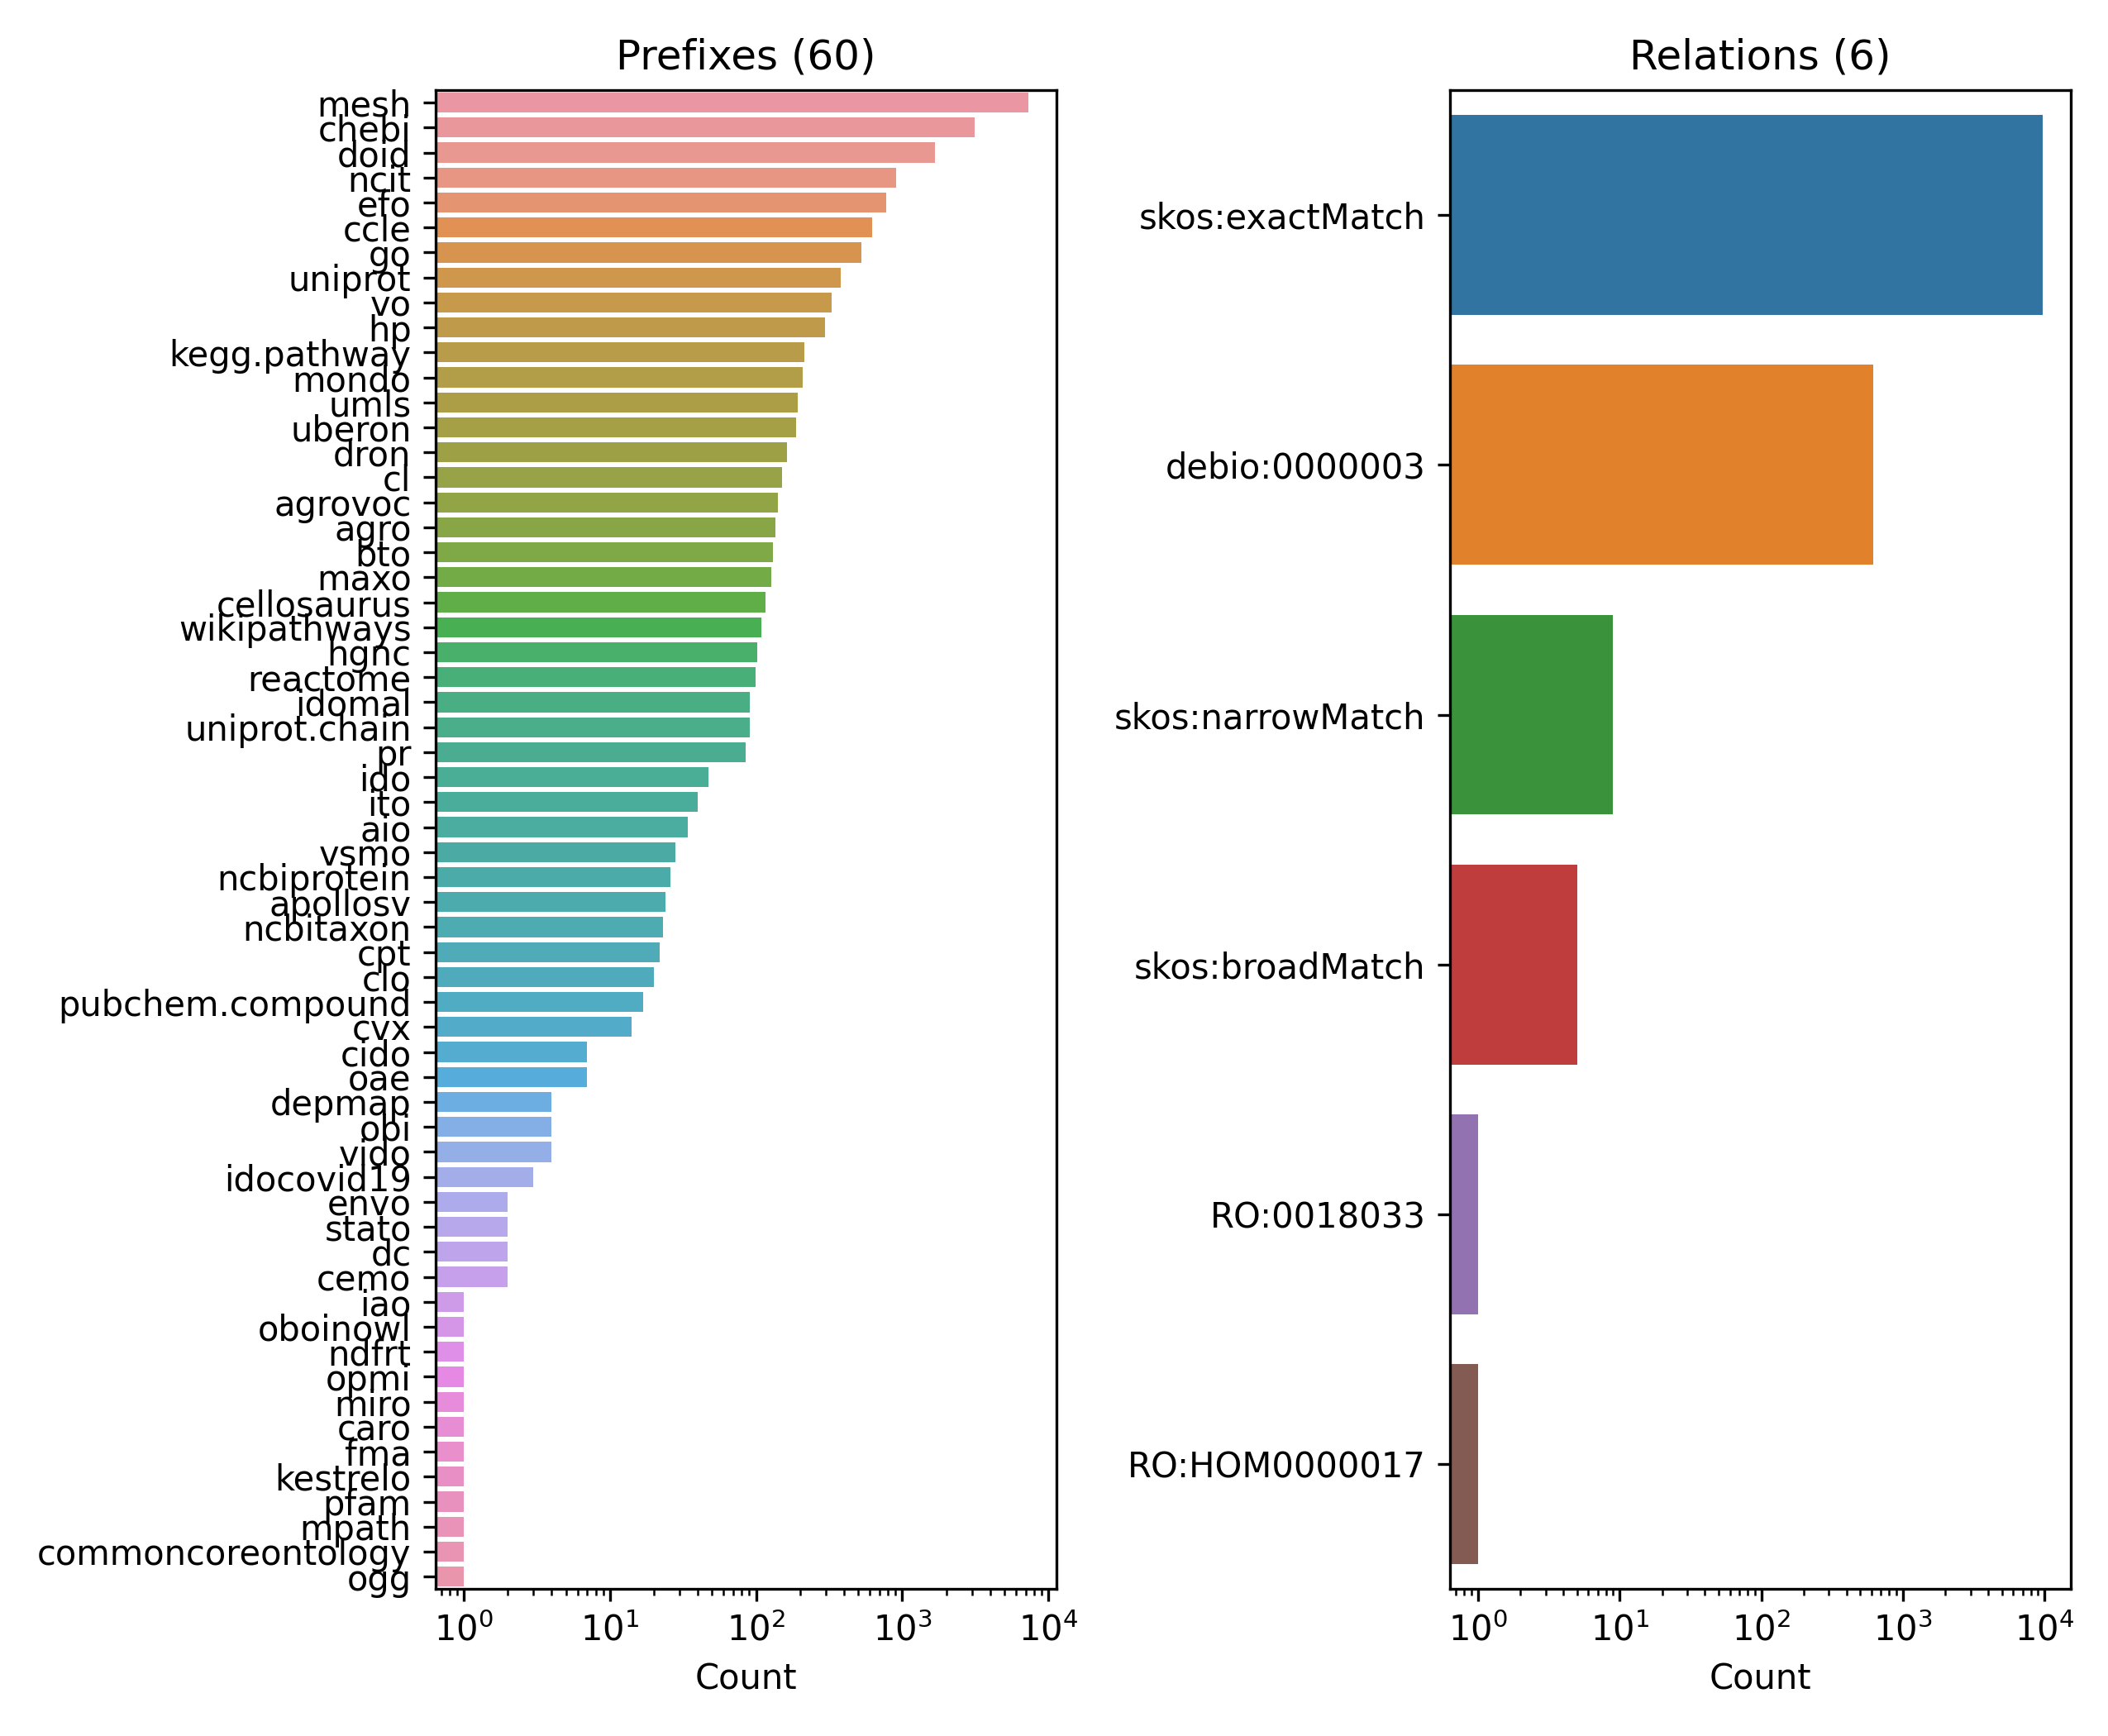 Prefixes (60)
mesh
chebi
doid
ncit
efo
ccle
go
uniprot
vo
hp
kegg.pathway
mondo
umls
uberon
dron
cl
agrovoc
agro
bto
maxo
cellosaurus
wikipathways
hgnc
reactome
idomal
uniprot.chain
pr
ido
ito
aio
vsmo
ncbiprotein
apollosv
ncbitaxon
cpt
clo
pubchem.compound
cvx
cido
oae
depmap
obi
vido
idocovid19
envo
stato
dc
cemo
iao
oboinowl
ndfrt
opmi
miro
caro
fma
kestrelo
pfam
mpath
commoncoreontology
ogg
10⁰ 10¹ 10² 10³ 10⁴
Count
Relations (6)
skos:exactMatch
debio:0000003
skos:narrowMatch
skos:broadMatch
RO:0018033
RO:HOM0000017
10⁰ 10¹ 10² 10³ 10⁴
Count